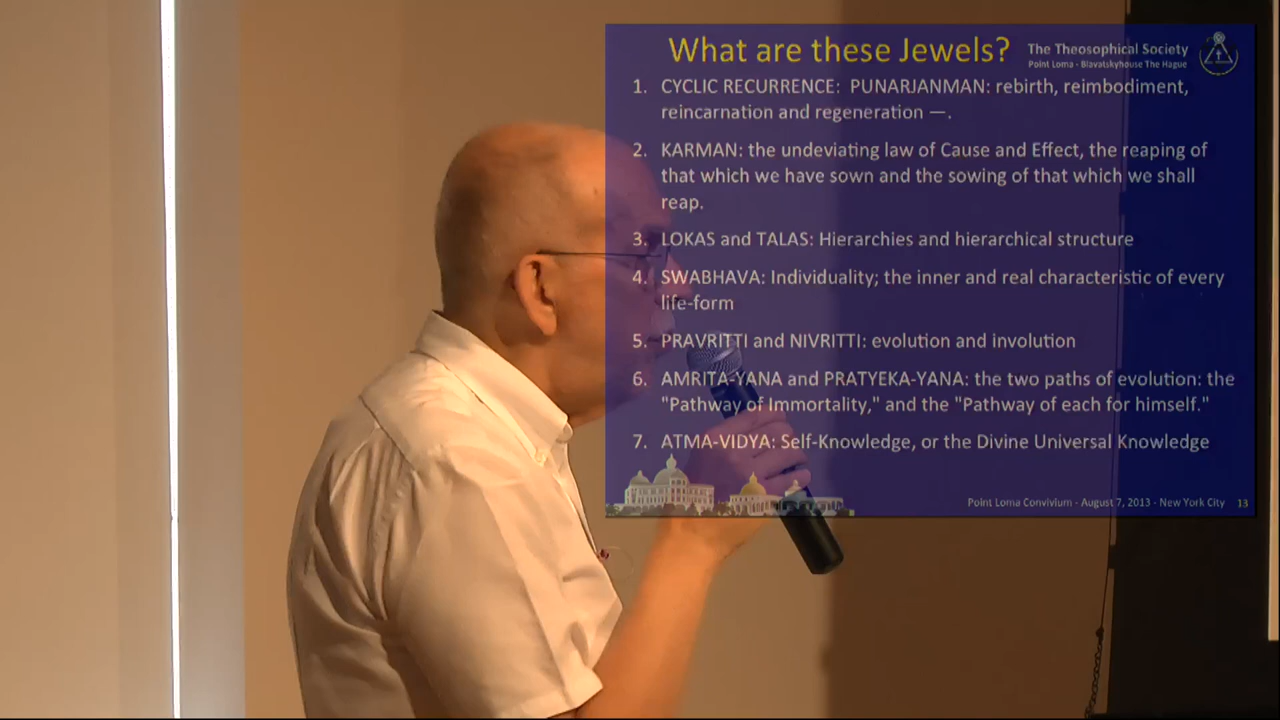 What are these Jewels?
The Theosophical Society
Point Loma - Blavatskyhouse The Hague
1. CYCLIC RECURRENCE: PUNARJANMAN: rebirth, reimbodiment,
reincarnation and regeneration —.
2. KARMAN: the undeviating law of Cause and Effect, the reaping of
that which we have sown and the sowing of that which we shall
reap.
3. LOKAS and TALAS: Hierarchies and hierarchical structure
4. SWABHAVA: Individuality; the inner and real characteristic of every
life-form
5. PRAVRITTI and NIVRITTI: evolution and involution
6. AMRITA-YANA and PRATYEKA-YANA: the two paths of evolution: the
"Pathway of Immortality," and the "Pathway of each for himself."
7. ATMA-VIDYA: Self-Knowledge, or the Divine Universal Knowledge
Point Loma Convivium - August 7, 2013 - New York City 13